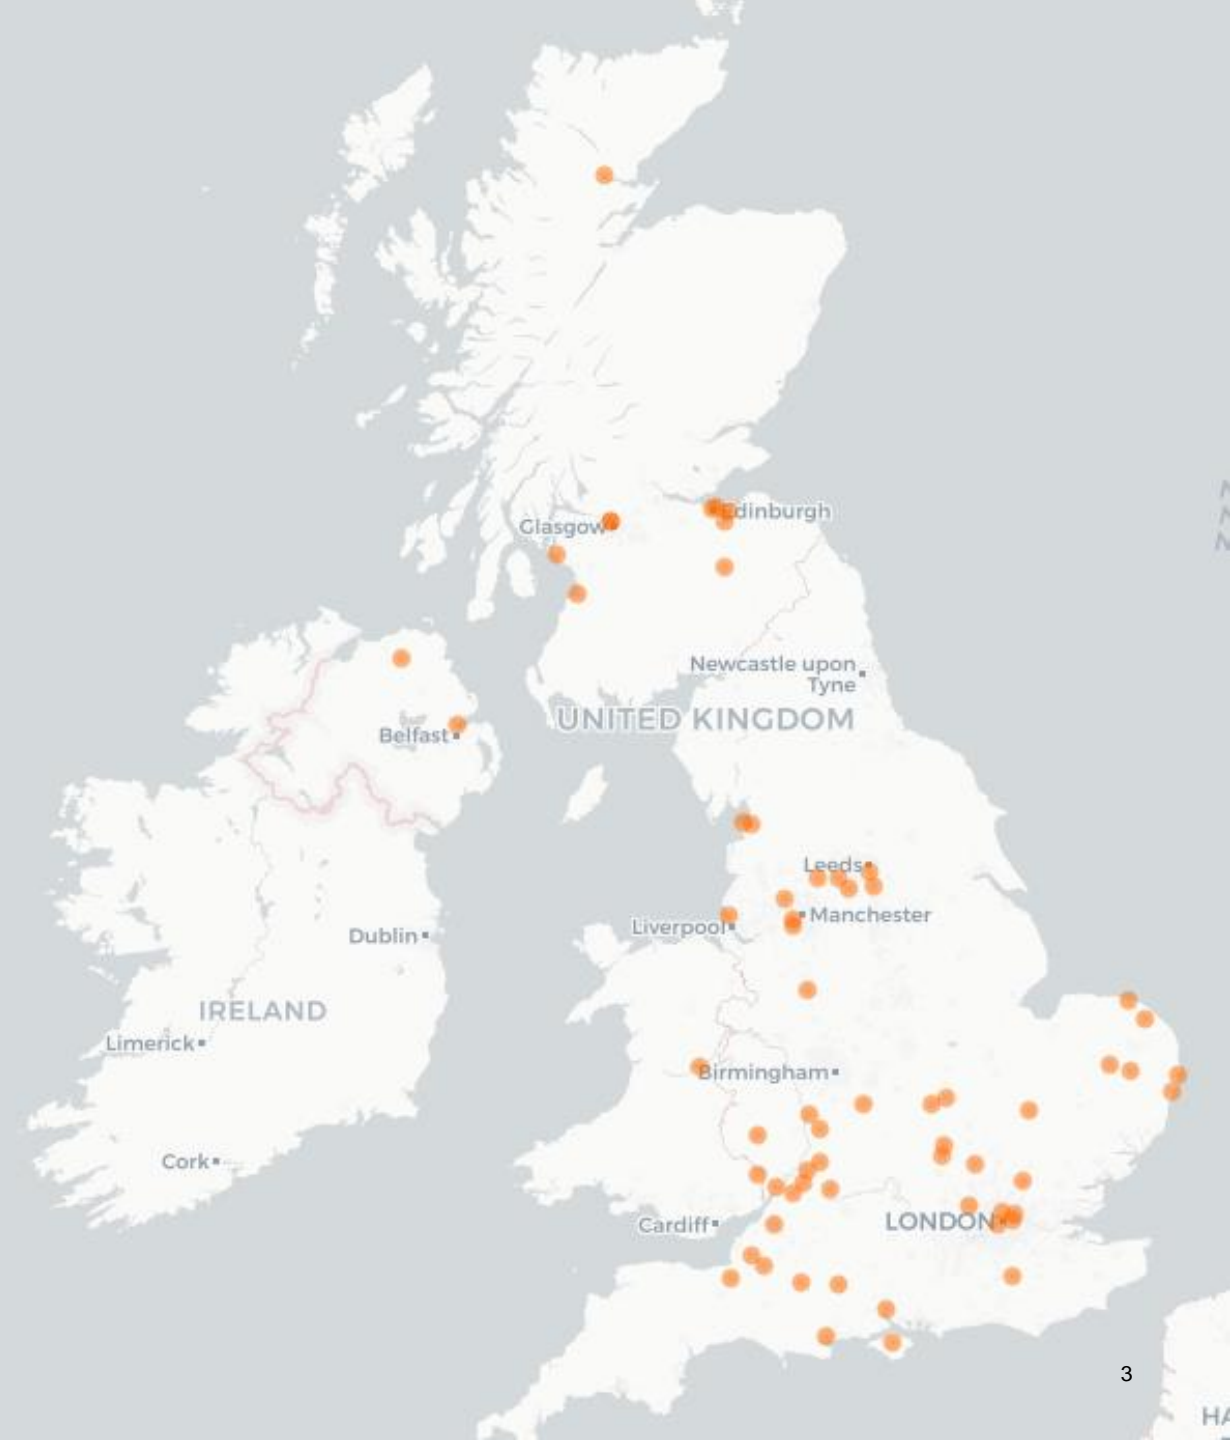 Edinburgh
Glasgow
Newcastle upon
Tyne
UNITED KINGDOM
Belfast
Leeds
Manchester
Liverpool
Dublin
IRELAND
Limerick
Birmingham
Cork
LONDON
Cardiff
3
HA